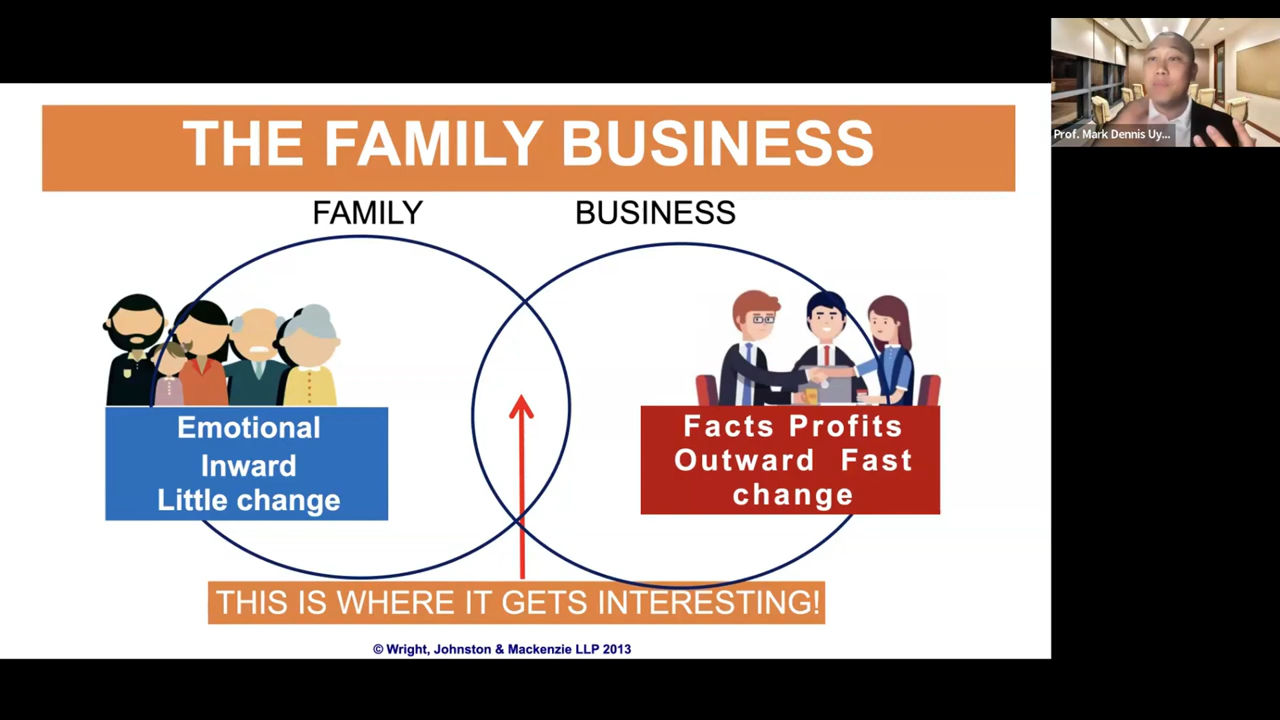 THE FAMILY BUSINESS
FAMILY
BUSINESS
Emotional
Inward
Little change
Facts Profits
Outward Fast
change
THIS IS WHERE IT GETS INTERESTING!
© Wright, Johnston & Mackenzie LLP 2013
Prof. Mark Dennis Uy...